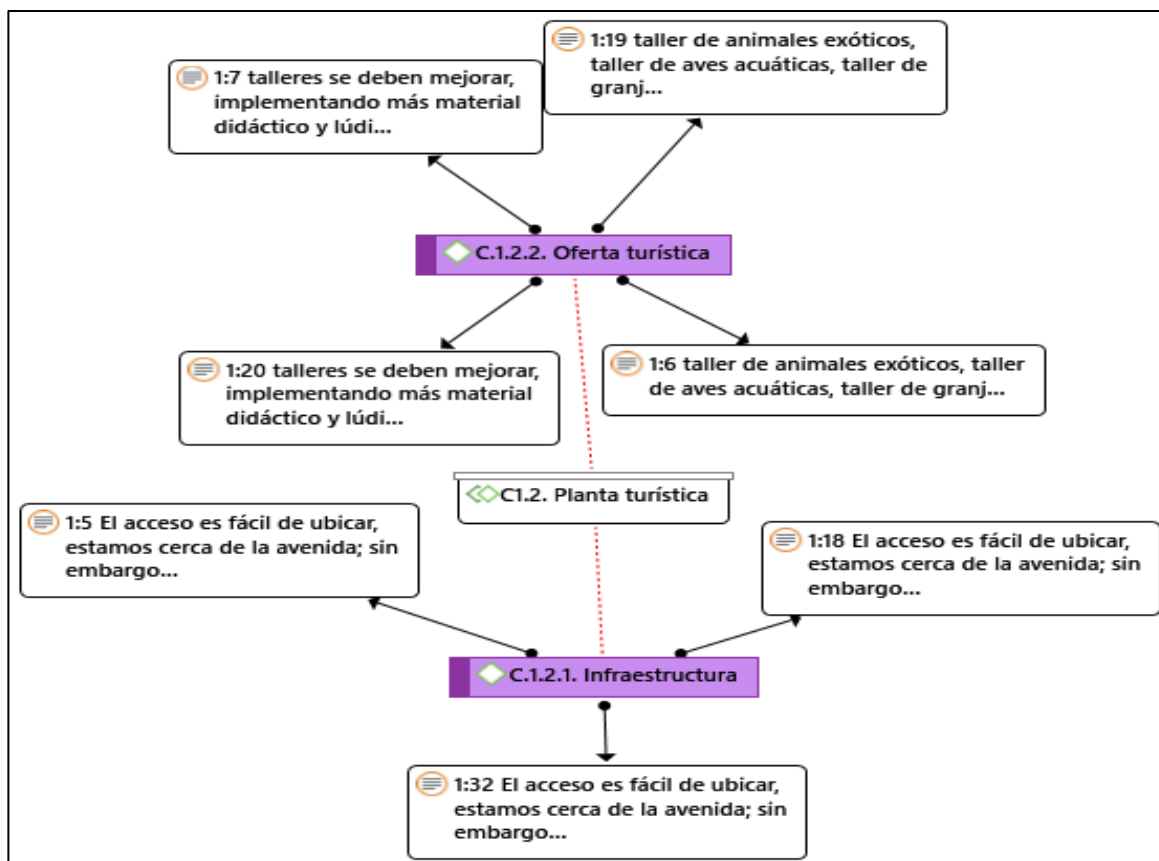 1:19 taller de animales exóticos,
taller de aves acuáticas, taller de
granj...
1:7 talleres se deben mejorar,
implementando más material
didáctico y lúdi...
C.1.2.2. Oferta turística
1:20 talleres se deben mejorar,
implementando más material
didáctico y lúdi...
1:6 taller de animales exóticos, taller
de aves acuáticas, taller de granj...
C1.2. Planta turística
1:5 El acceso es fácil de ubicar,
estamos cerca de la avenida; sin
embargo...
1:18 El acceso es fácil de ubicar,
estamos cerca de la avenida; sin
embargo...
C.1.2.1. Infraestructura
1:32 El acceso es fácil de ubicar,
estamos cerca de la avenida; sin
embargo...